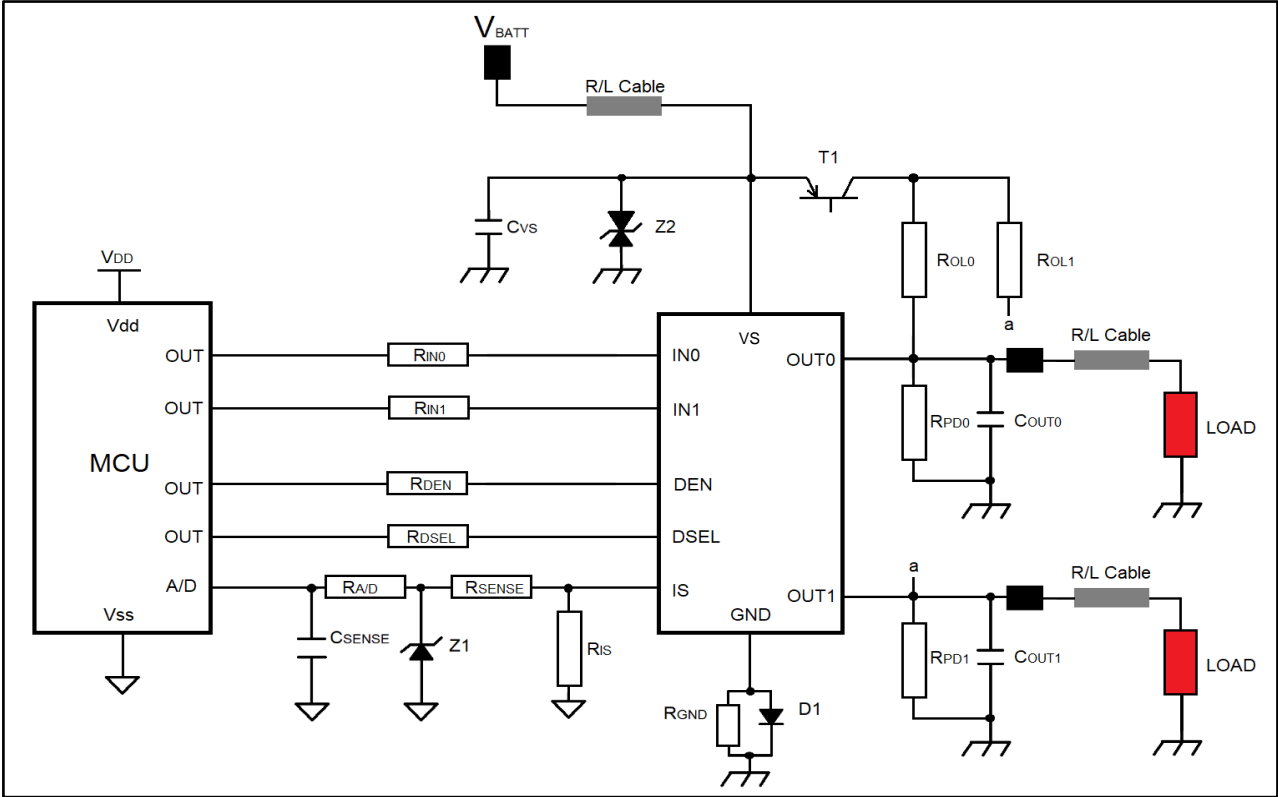 VBATT
R/L Cable
T1
CVS
Z2
ROL0
ROL1
a
VDD
Vdd
VS
R/L Cable
OUT
RIN0
IN0
OUT0
OUT
RIN1
IN1
RPD0
COUT0
LOAD
MCU
OUT
RDEN
DEN
OUT
RDSEL
DSEL
A/D
RA/D
RSENSE
IS
a
R/L Cable
OUT1
Vss
GND
CSENSE
Z1
RIS
RPD1
COUT1
LOAD
RGND
D1